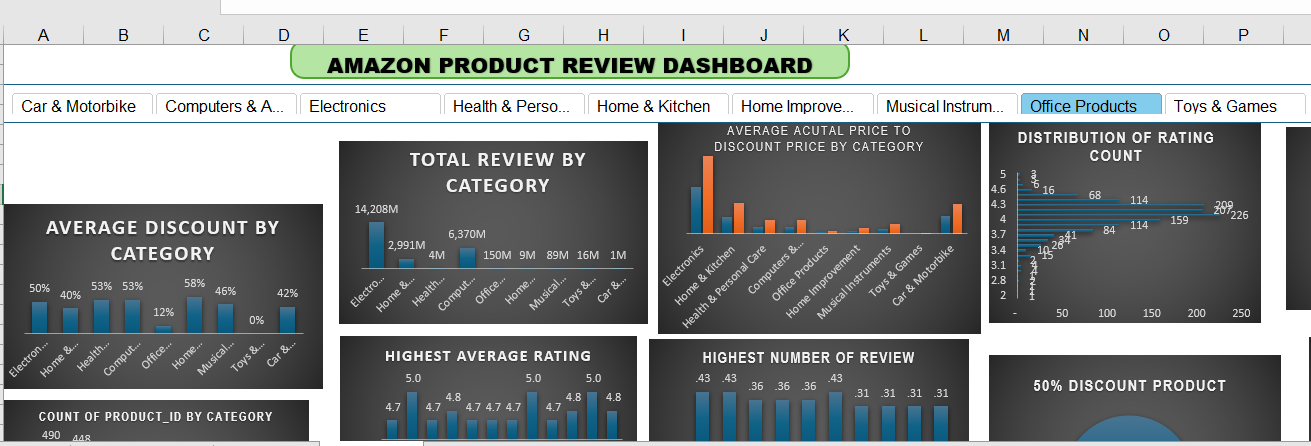 A B C D E F G H I J K L M N O P
AMAZON PRODUCT REVIEW DASHBOARD
Car & Motorbike Computers & A... Electronics Health & Perso... Home & Kitchen Home Improve... Musical Instrum... Office Products Toys & Games
AVERAGE DISCOUNT BY
CATEGORY
50% 40% 53% 53% 12% 58% 46% 0% 42%
Electron... Home &... Health... Comput... Office... Home... Musical... Toys &... Car &...
TOTAL REVIEW BY
CATEGORY
14,208M 2,991M 4M 6,370M 150M 9M 89M 16M 1M
Electro... Home &... Health... Comput... Office... Home... Musical... Toys &... Car &...
AVERAGE ACUTAL PRICE TO
DISCOUNT PRICE BY CATEGORY
Electronics Home & Kitchen Health & Personal Care Computers &... Office Products Home Improvement Musical Instruments Toys & Games Car & Motorbike
DISTRIBUTION OF RATING
COUNT
5 4.6 4.3 4 3.7 3.4 3.1 2.8 2
3 6 16 68 114 209 207 226 159 114 84 41 34 26 10 15 2 4 2 1 1
- 50 100 150 200 250
COUNT OF PRODUCT_ID BY CATEGORY
490 448
HIGHEST AVERAGE RATING
4.7 5.0 4.7 4.8 4.7 4.7 4.7 5.0 4.8 5.0 4.8
HIGHEST NUMBER OF REVIEW
.43 .43 .36 .36 .36 .43 .31 .31 .31 .31
50% DISCOUNT PRODUCT